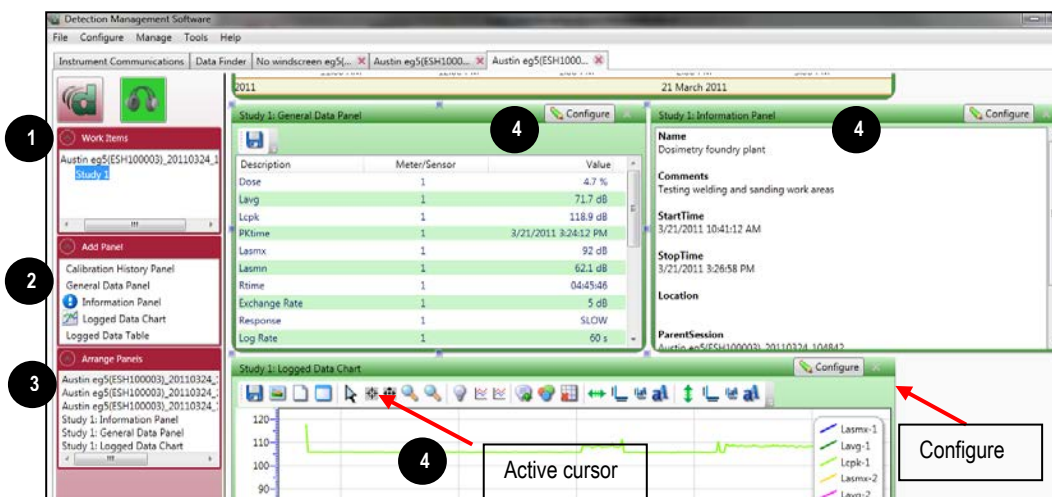 Detection Management Software
File Configure Manage Tools Help
Instrument Communications Data Finder No windscreen eg5(... Austin eg5(ESH1000... Austin eg5(ESH1000...
2011 21 March 2011
1
Work Items
Austin eg5(ESH100003)_20110324_1
Study 1
2
Add Panel
Calibration History Panel
General Data Panel
Information Panel
Logged Data Chart
Logged Data Table
3
Arrange Panels
Austin eg5(ESH100003)_20110324_
Austin eg5(ESH100003)_20110324_
Austin eg5(ESH100003)_20110324_
Study 1: Information Panel
Study 1: General Data Panel
Study 1: Logged Data Chart
Study 1: General Data Panel 4 Configure
Description Meter/Sensor Value
Dose 1 4.7 %
Lavg 1 71.7 dB
Lcpk 1 118.9 dB
PKtime 1 3/21/2011 3:24:12 PM
Lasmx 1 92 dB
Lasmn 1 62.1 dB
Rtime 1 04:45:46
Exchange Rate 1 5 dB
Response 1 SLOW
Log Rate 1 60 s
Study 1: Information Panel 4 Configure
Name
Dosimetry foundry plant
Comments
Testing welding and sanding work areas
StartTime
3/21/2011 10:41:12 AM
StopTime
3/21/2011 3:26:58 PM
Location
ParentSession
Austin eg5(ESH100003)_20110324_104842
Study 1: Logged Data Chart Configure
120
110
100
90
4
Active cursor
Lasmx-1
Lavg-1
Lcpk-1
Lasmx-2
Lavg-2
Configure